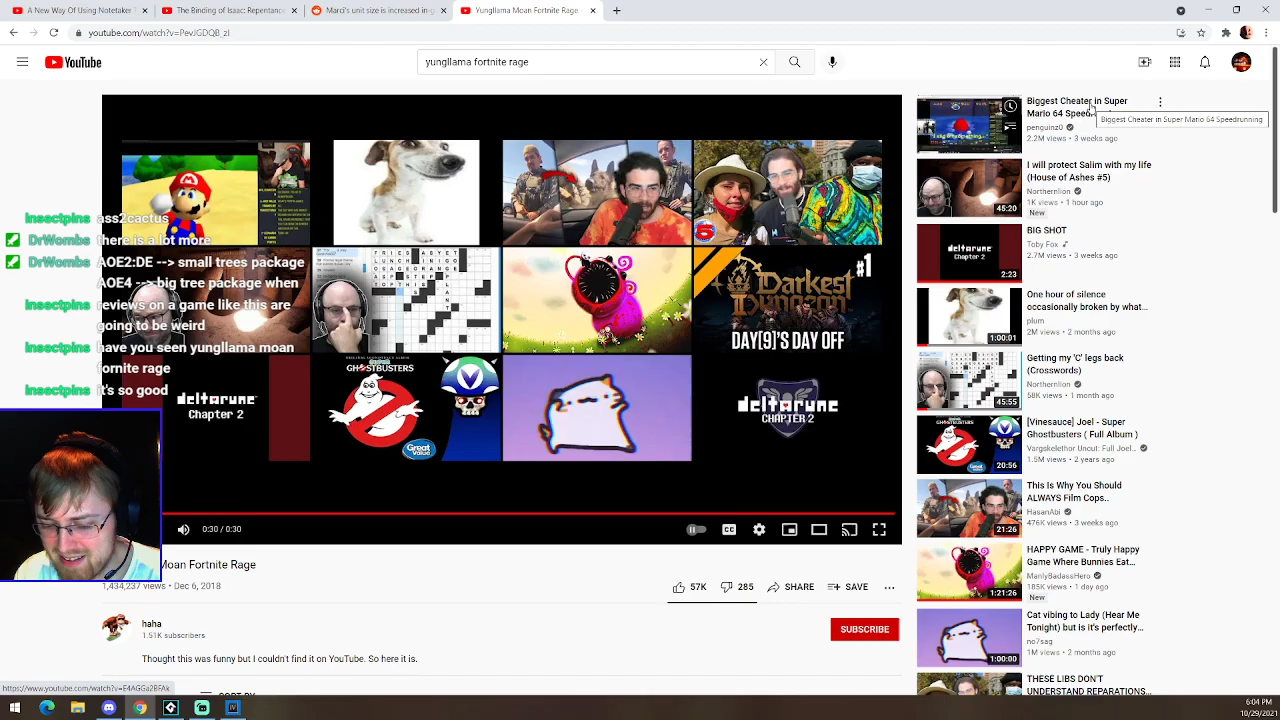 A New Way Of Using Notetaker
The Binding of Isaac: Repentance
Marci's unit size is increased in-g
Yungllama Moan Fortnite Rage
youtube.com/watch?v=PevJGDQB_zI
YouTube
yungllama fortnite rage
insectpins ass2cactus
DrWombs there is a lot more
DrWombs AOE2:DE --> small trees package
AOE4 --> big tree package when
insectpins reviews on a game like this are
going to be weird
insectpins have you seen yungllama moan
fornite rage
insectpins it's so good
#1
DAY[9]'S DAY OFF
deltarune
Chapter 2
GHOSTBUSTERS
Great Value
deltarune
CHAPTER 2
0:30 / 0:30
CC
Moan Fortnite Rage
1,434,237 views • Dec 6, 2018
57K
285
SHARE
SAVE
haha
1.51K subscribers
SUBSCRIBE
Thought this was funny but I couldn't find it on YouTube. So here it is.
Biggest Cheater in Super
Mario 64 Speed
Biggest Cheater in Super Mario 64 Speedrunning
penguinz0
2.2M views • 3 weeks ago
I will protect Salim with my life
(House of Ashes #5)
Northernlion
1K views • 1 hour ago
New
45:20
BIG SHOT
Toby Fox
2.7M views • 3 weeks ago
deltarune
Chapter 2
2:23
One hour of silence
occasionally broken by what...
plum
2M views • 2 months ago
1:00:01
Getting my 'C' legs back
(Crosswords)
Northernlion
58K views • 1 month ago
45:55
[Vinesauce] Joel - Super
Ghostbusters ( Full Album )
Vargskelethor Uncut: Full Joel...
1.5M views • 2 years ago
20:56
This Is Why You Should
ALWAYS Film Cops..
HasanAbi
476K views • 3 weeks ago
21:26
HAPPY GAME - Truly Happy
Game Where Bunnies Eat...
ManlyBadassHero
185K views • 1 day ago
New
1:21:26
Cat vibing to Lady (Hear Me
Tonight) but is it's perfectly...
no7sag
1M views • 2 months ago
1:00:00
THESE LIBS DON'T
UNDERSTAND REPARATIONS...
https://www.youtube.com/watch?v=E4AGGa2BFAk
6:04 PM
10/29/2021